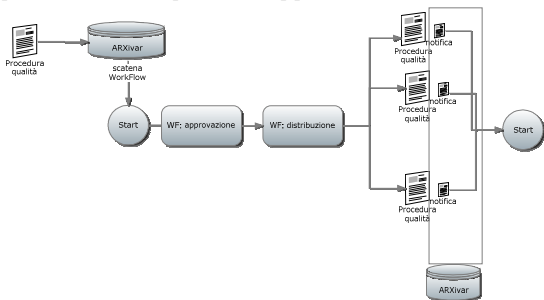 Procedura
qualità
ARXivar
scatena
WorkFlow
Start
WF; approvazione
WF; distribuzione
Procedura
qualità
notifica
Procedura
qualità
notifica
Procedura
qualità
notifica
Start
ARXivar